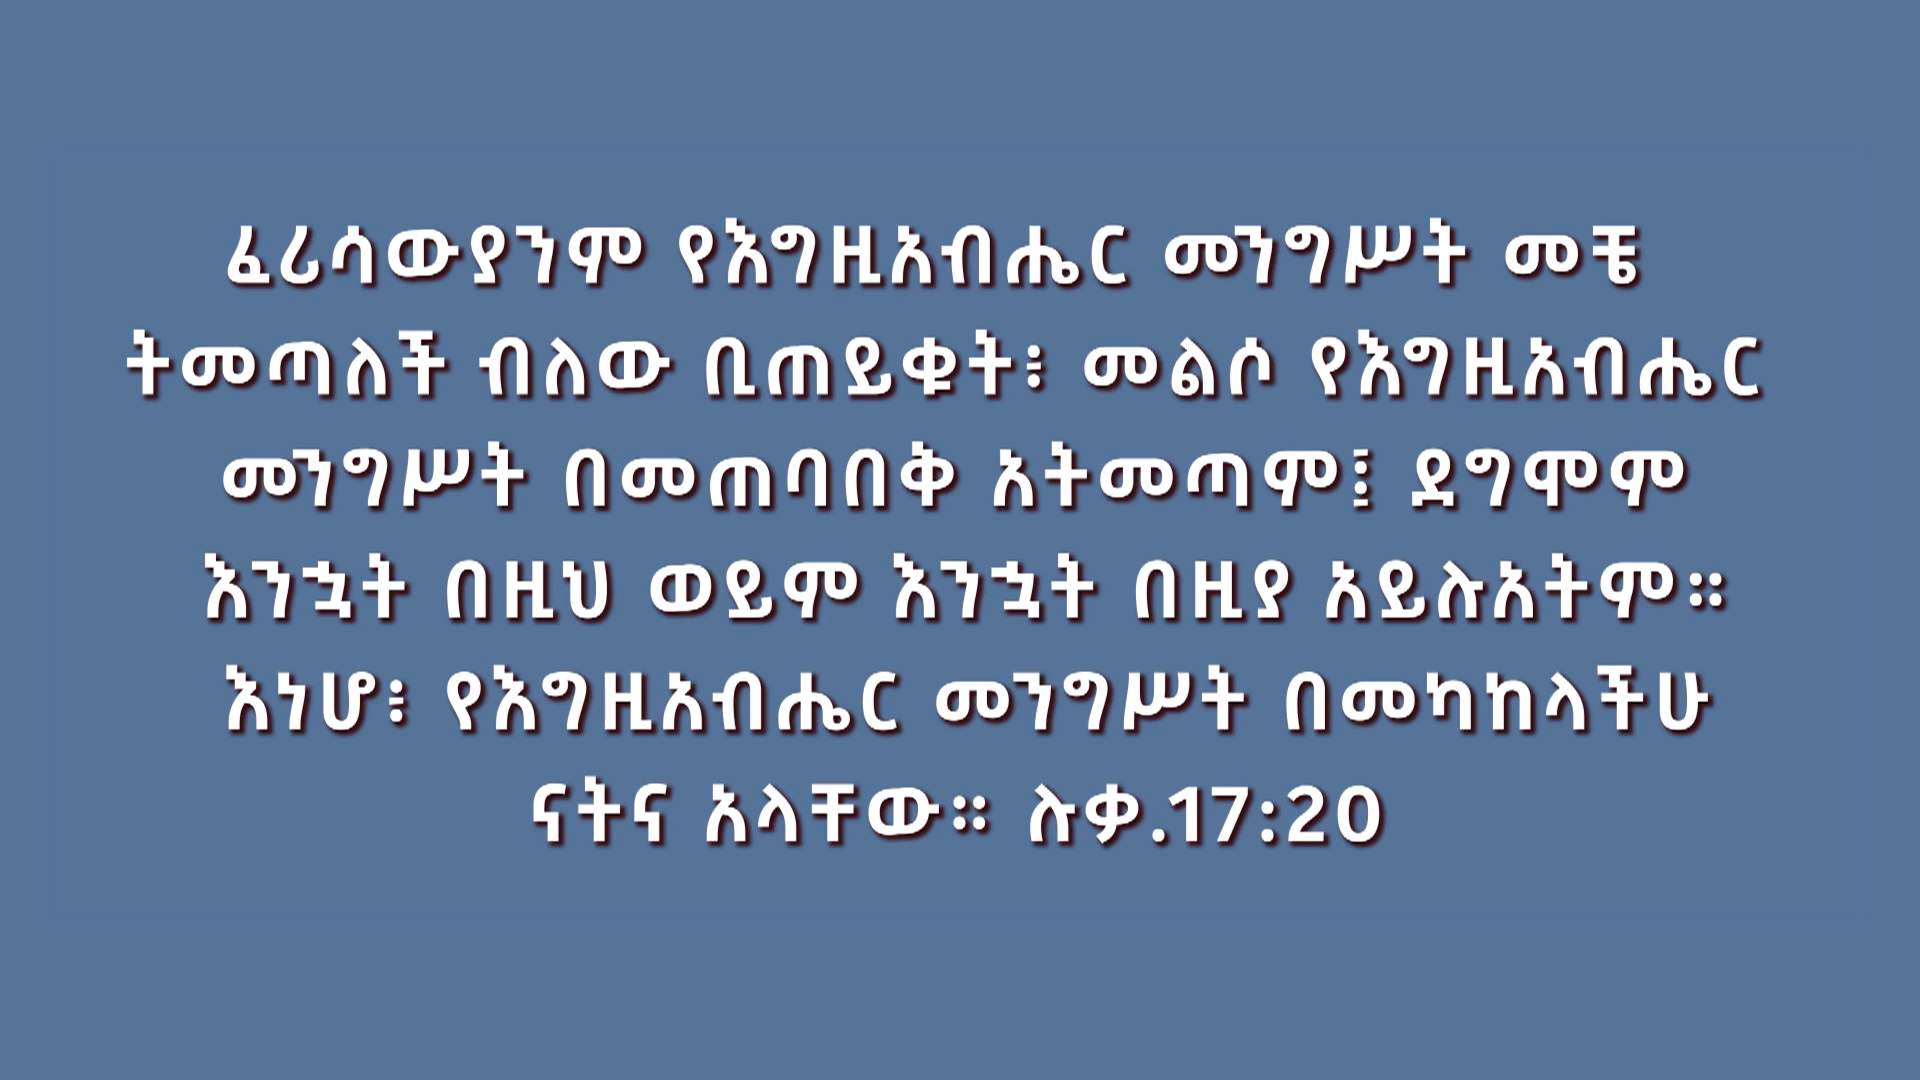 ፈሪሳውያንም የእግዚአብሔር መንግሥት መቼ
ትመጣለች ብለው ቢጠይቁት፥ መልሶ የእግዚአብሔር
መንግሥት በመጠባበቅ አትመጣም፤ ደግሞም
እንኋት በዚህ ወይም እንኋት በዚያ አይሉአትም።
እነሆ፥ የእግዚአብሔር መንግሥት በመካከላችሁ
ናትና አላቸው። ሉቃ.17:20